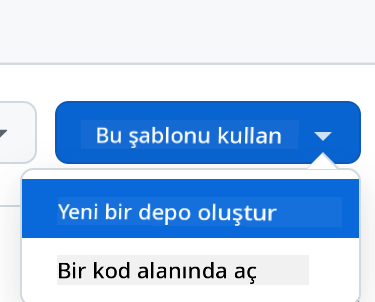 Bu şablonu kullan
Yeni bir depo oluştur
Bir kod alanında aç